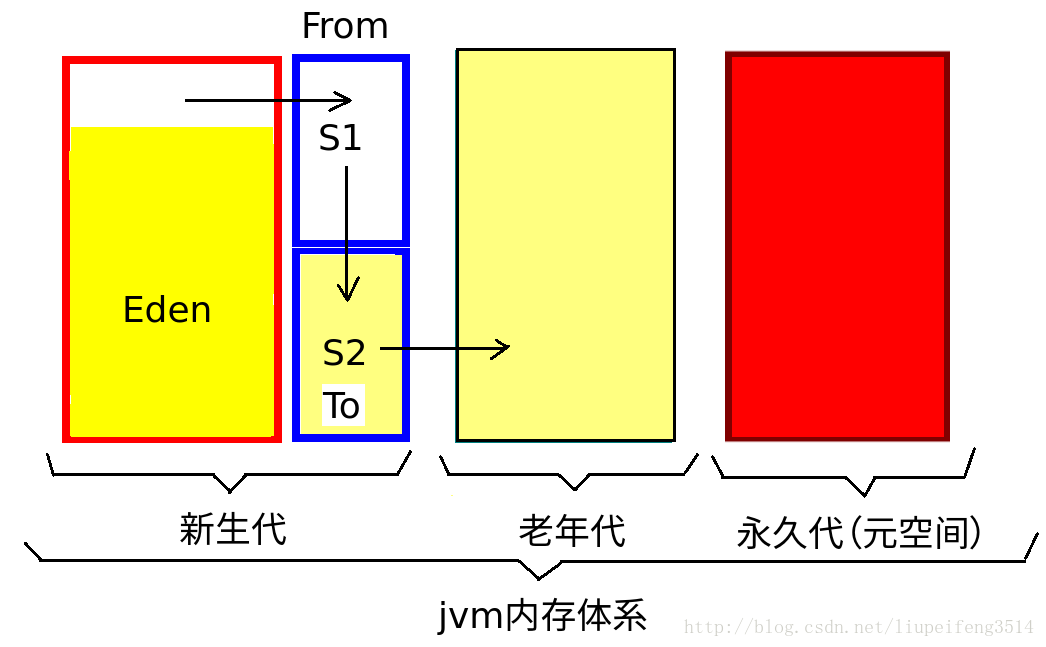 From
S1
Eden
S2
To
新生代
老年代
永久代(元空间)
jvm内存体系
http://blog.csdn.net/liupeifeng3514